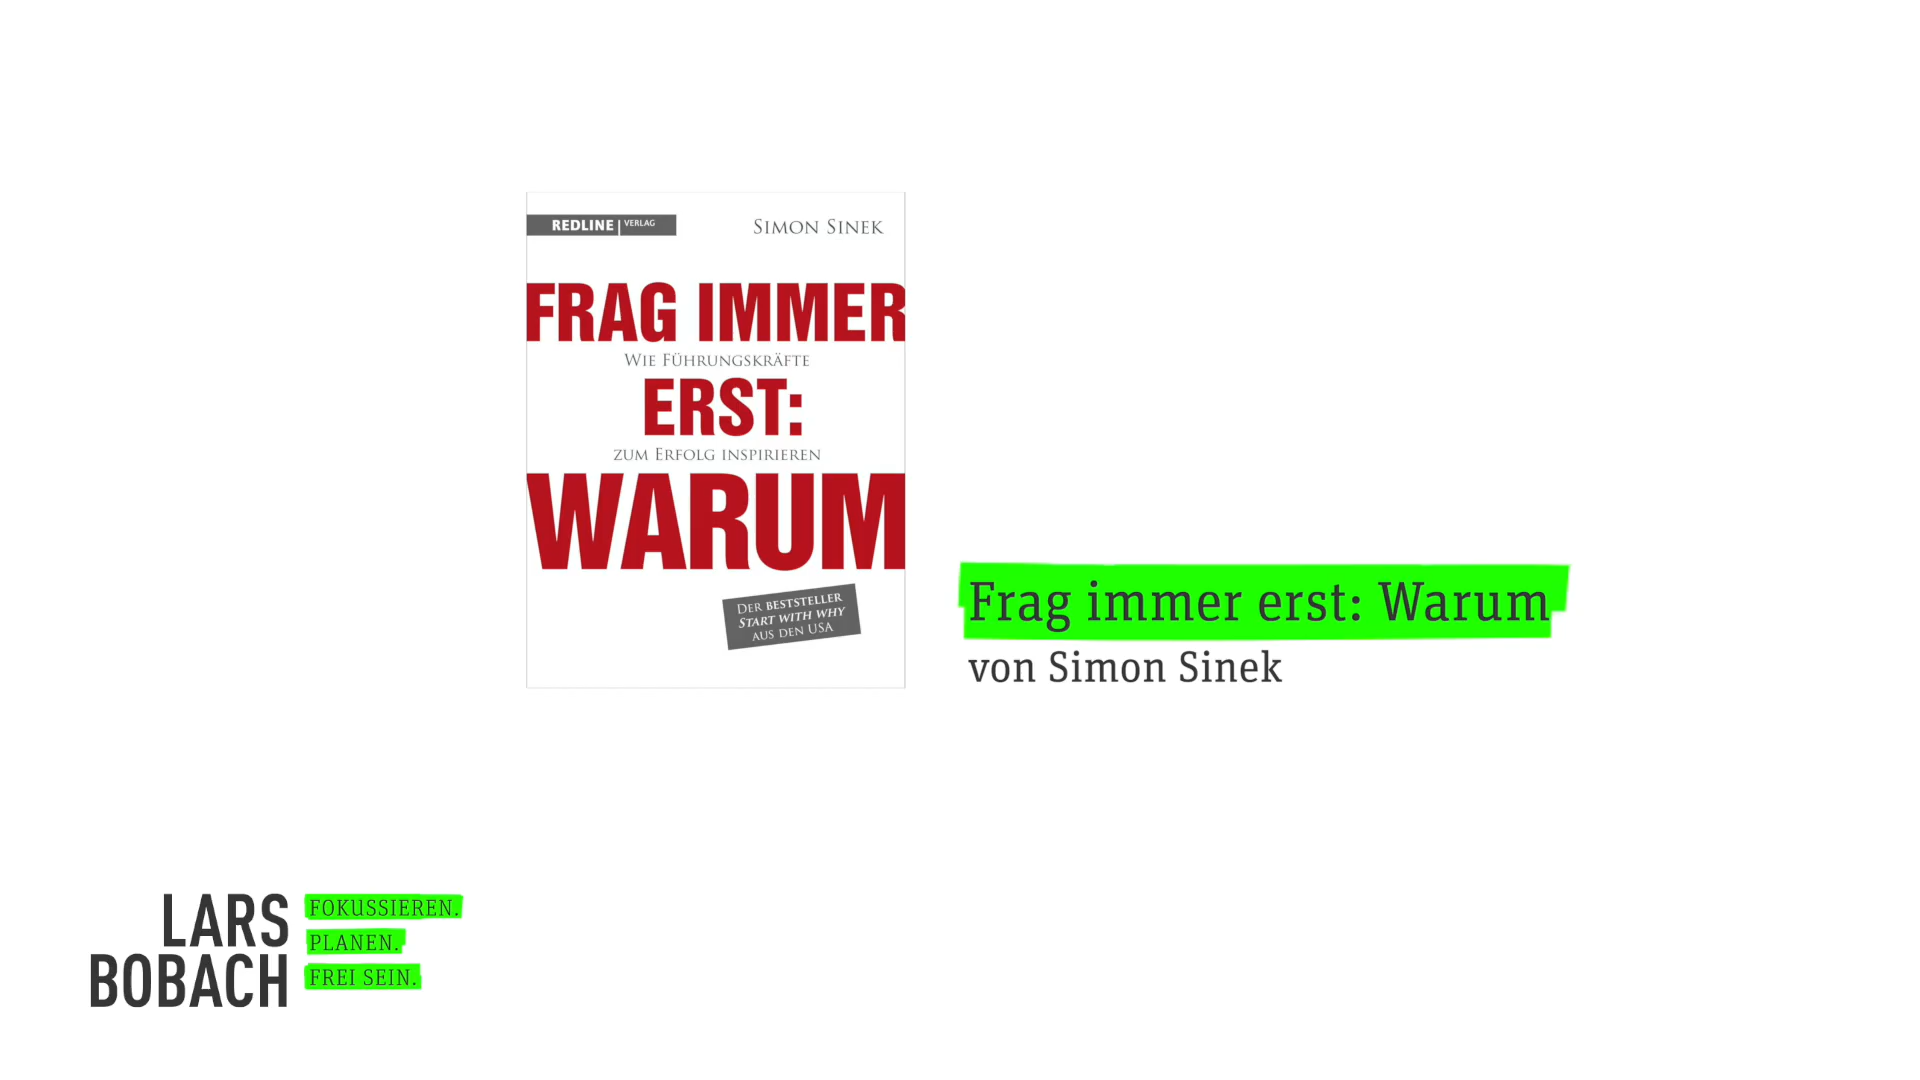 REDLINE | VERLAG
SIMON SINEK
FRAG IMMER
WIE FÜHRUNGSKRÄFTE
ERST:
ZUM ERFOLG INSPIRIEREN
WARUM
DER BESTSTELLER
START WITH WHY
AUS DEN USA
Frag immer erst: Warum
von Simon Sinek
LARS
BOBACH
FOKUSSIEREN.
PLANEN.
FREI SEIN.